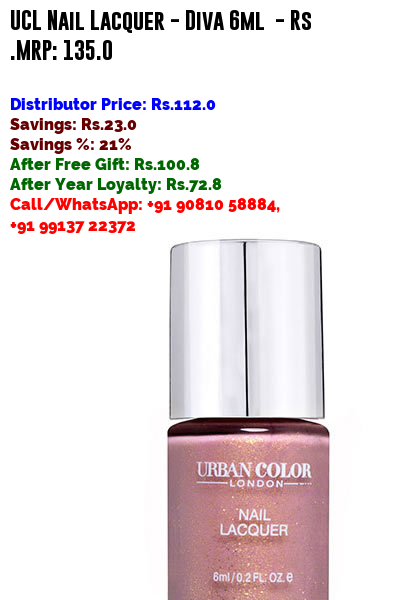 UCL Nail Lacquer - Diva 6ml - Rs
.MRP: 135.0
Distributor Price: Rs.112.0
Savings: Rs.23.0
Savings %: 21%
After Free Gift: Rs.100.8
After Year Loyalty: Rs.72.8
Call/WhatsApp: +91 90810 58884,
+91 99137 22372
URBAN COLOR
LONDON
NAIL
LACQUER
6ml/0.2 FL. OZ. e